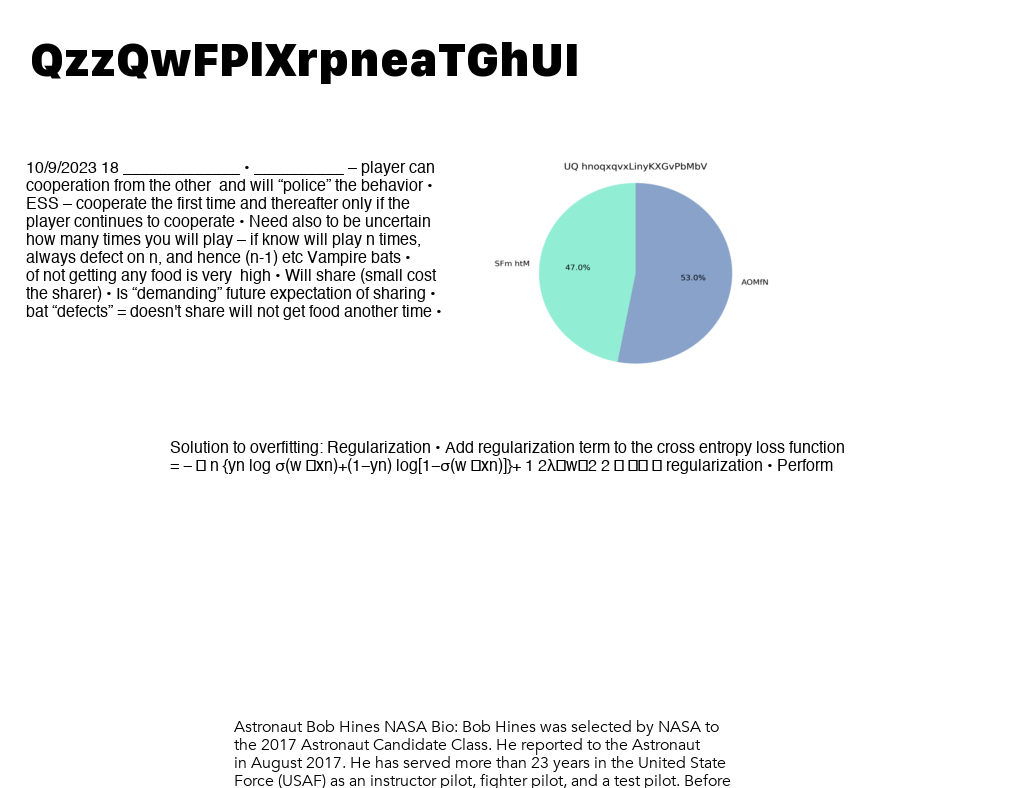 QzzQwFPlXrpneaTGhUI
10/9/2023 18 _____________ • __________ – player can
cooperation from the other  and will “police” the behavior •
ESS – cooperate the first time and thereafter only if the
player continues to cooperate • Need also to be uncertain
how many times you will play – if know will play n times,
always defect on n, and hence (n-1) etc Vampire bats •
of not getting any food is very  high • Will share (small cost
the sharer) • Is “demanding” future expectation of sharing •
bat “defects” = doesn't share will not get food another time •
UQ hnoqxqvxLinyKXGvPbMbV
SFm htM
47.0%
53.0%
AOMfN
Solution to overfitting: Regularization • Add regularization term to the cross entropy loss function
= – □ n {yn log σ(w □xn)+(1–yn) log[1–σ(w □xn)]}+ 1 2λ□w□2 2 □ □□ □ regularization • Perform
Astronaut Bob Hines NASA Bio: Bob Hines was selected by NASA to
the 2017 Astronaut Candidate Class. He reported to the Astronaut
in August 2017. He has served more than 23 years in the United State
Force (USAF) as an instructor pilot, fighter pilot, and a test pilot. Before